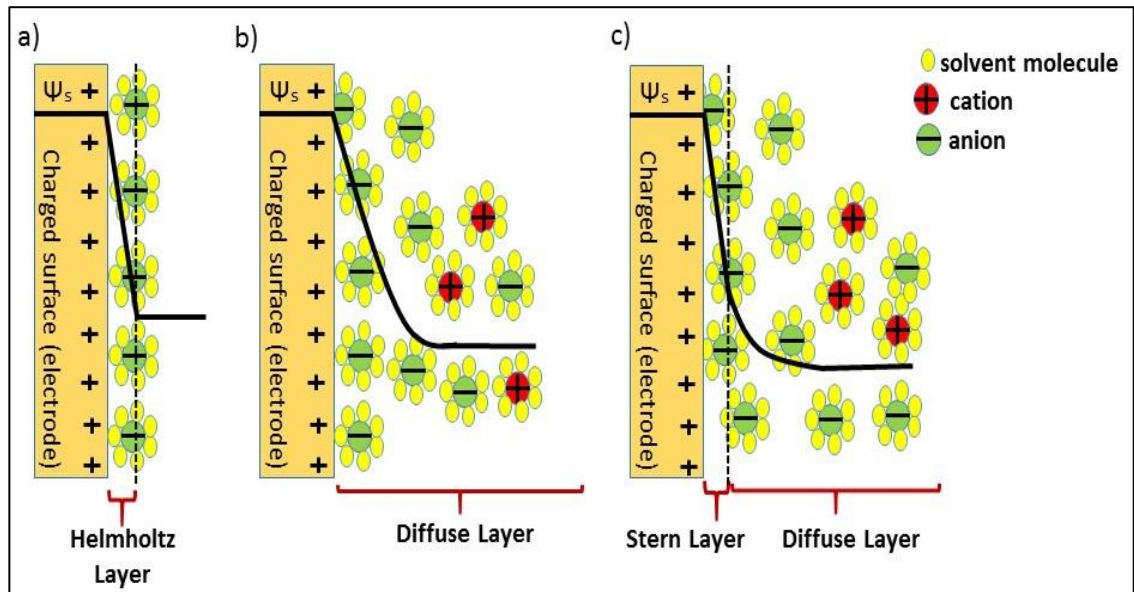 a)
Ψs +
Charged surface (electrode)
+
+
+
+
+
+
+
Helmholtz
Layer
b)
Ψs +
Charged surface (electrode)
+
+
+
+
+
+
+
Diffuse Layer
c)
Ψs +
Charged surface (electrode)
+
+
+
+
+
+
+
Stern Layer
Diffuse Layer
solvent molecule
cation
anion